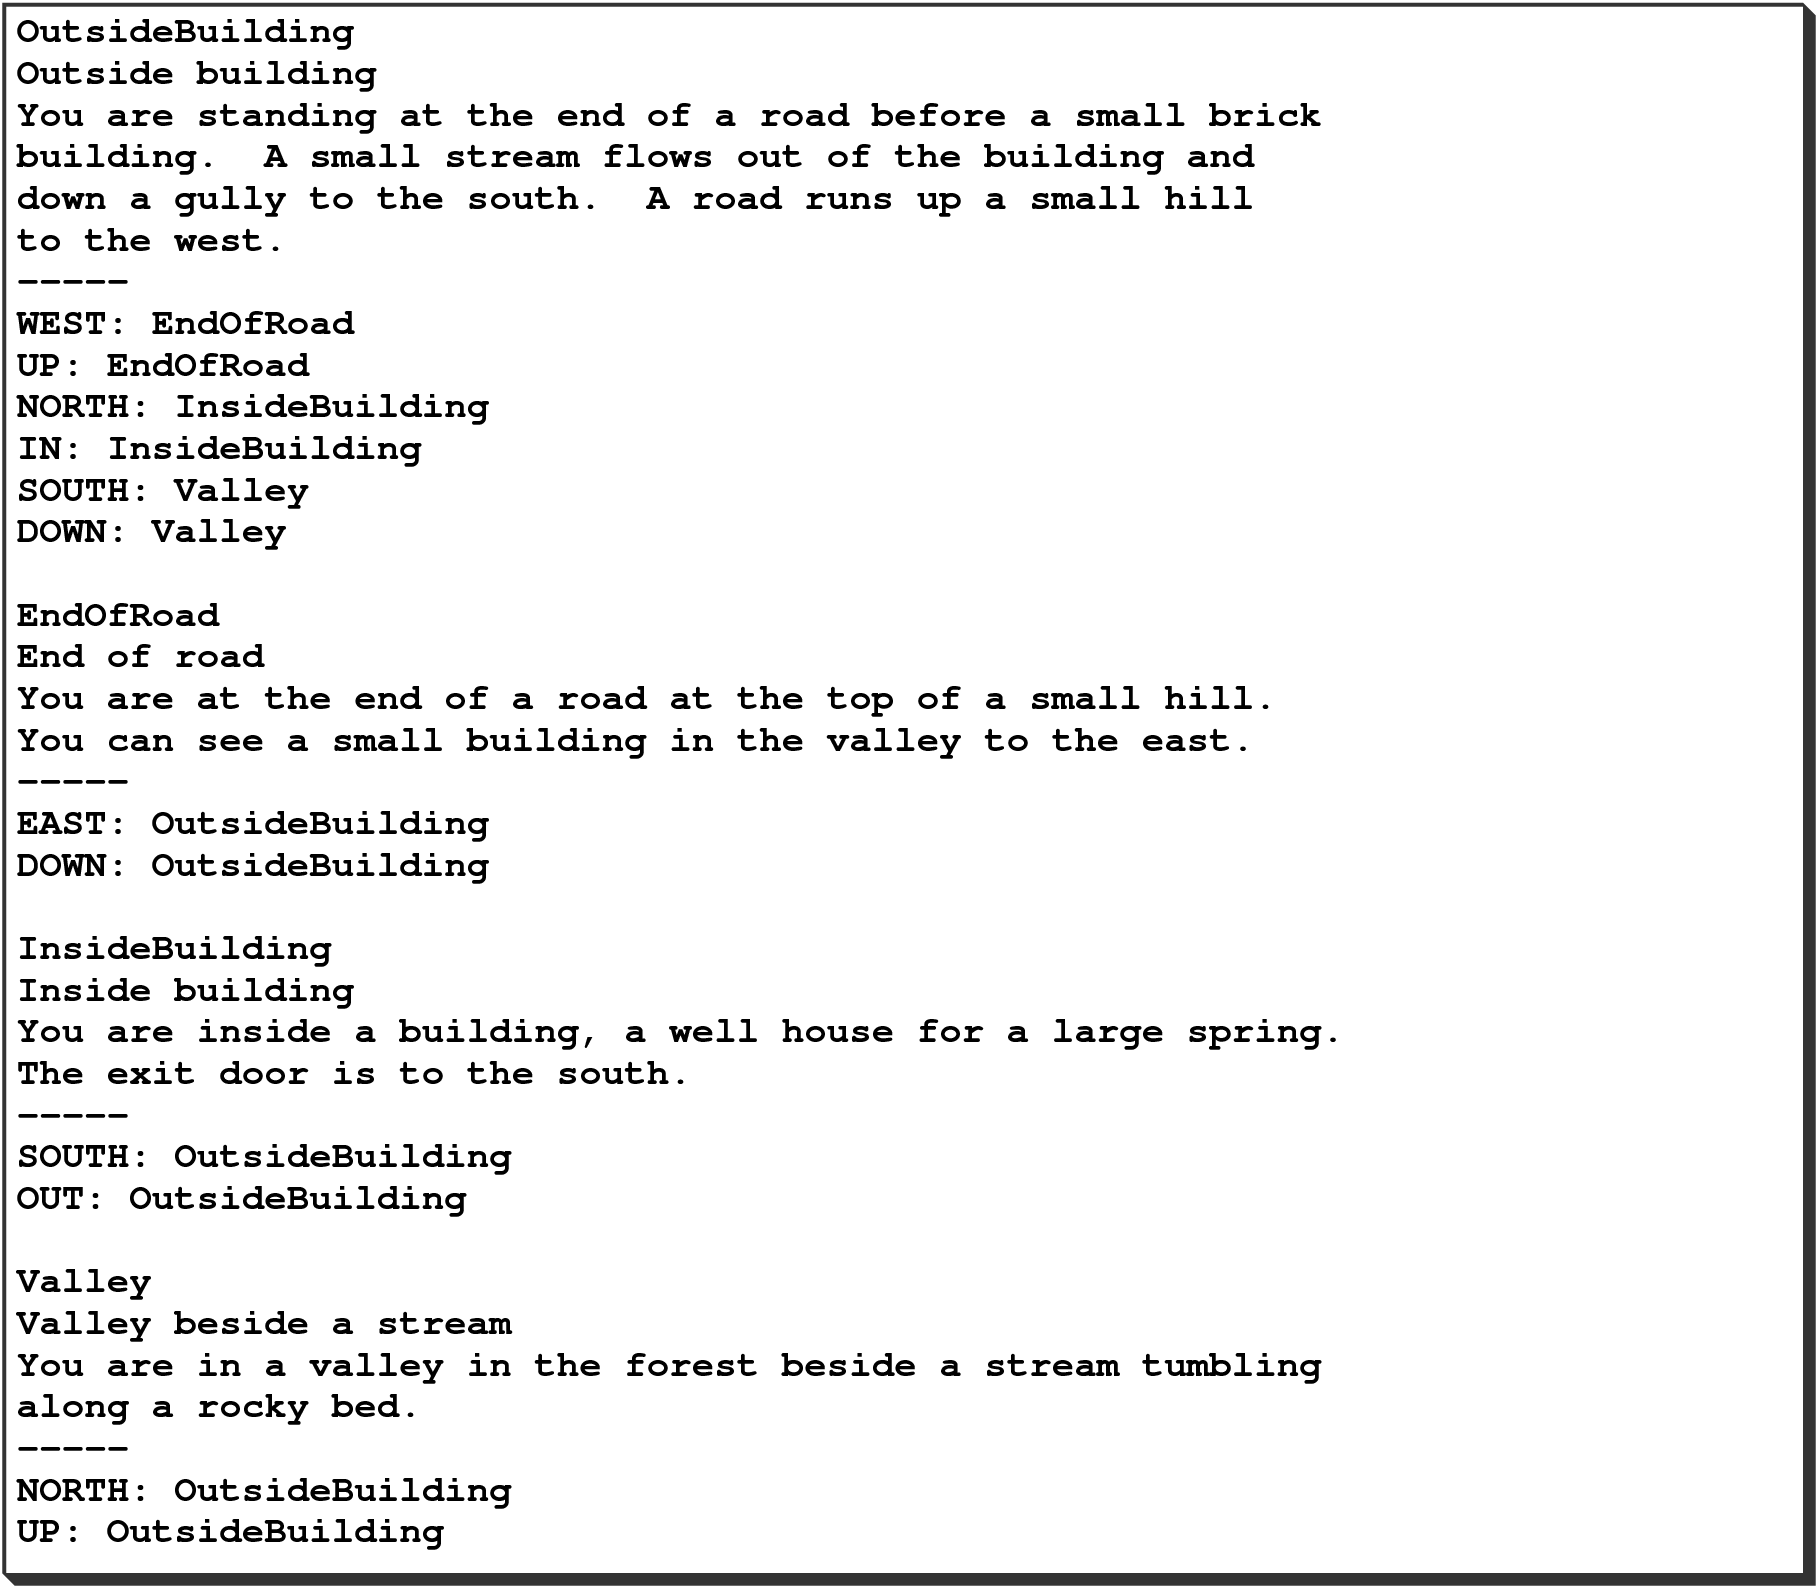 OutsideBuilding
Outside building
You are standing at the end of a road before a small brick
building.  A small stream flows out of the building and
down a gully to the south.  A road runs up a small hill
to the west.
-----
WEST: EndOfRoad
UP: EndOfRoad
NORTH: InsideBuilding
IN: InsideBuilding
SOUTH: Valley
DOWN: Valley

EndOfRoad
End of road
You are at the end of a road at the top of a small hill.
You can see a small building in the valley to the east.
-----
EAST: OutsideBuilding
DOWN: OutsideBuilding

InsideBuilding
Inside building
You are inside a building, a well house for a large spring.
The exit door is to the south.
-----
SOUTH: OutsideBuilding
OUT: OutsideBuilding

Valley
Valley beside a stream
You are in a valley in the forest beside a stream tumbling
along a rocky bed.
-----
NORTH: OutsideBuilding
UP: OutsideBuilding